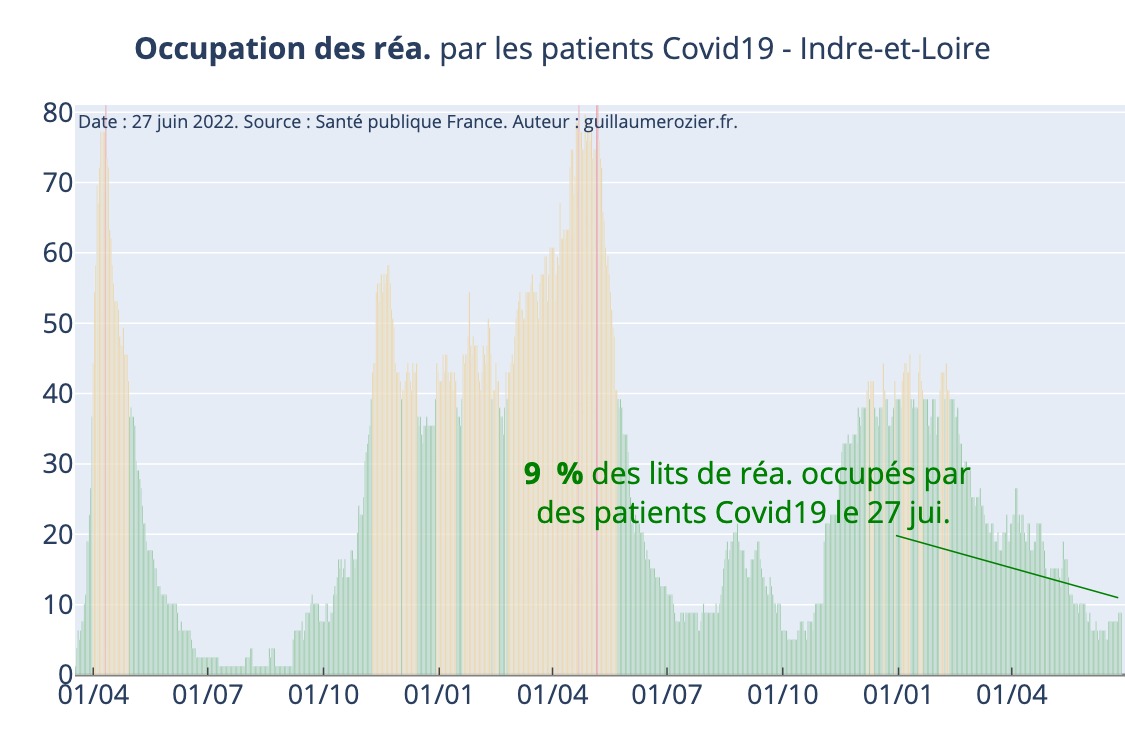 Occupation des réa. par les patients Covid19 - Indre-et-Loire
80
Date : 27 juin 2022. Source : Santé publique France. Auteur : guillaumerozier.fr.
70
60
50
40
30
9 % des lits de réa. occupés par
des patients Covid19 le 27 jui.
20
10
0
01/04 01/07 01/10 01/01 01/04 01/07 01/10 01/01 01/04